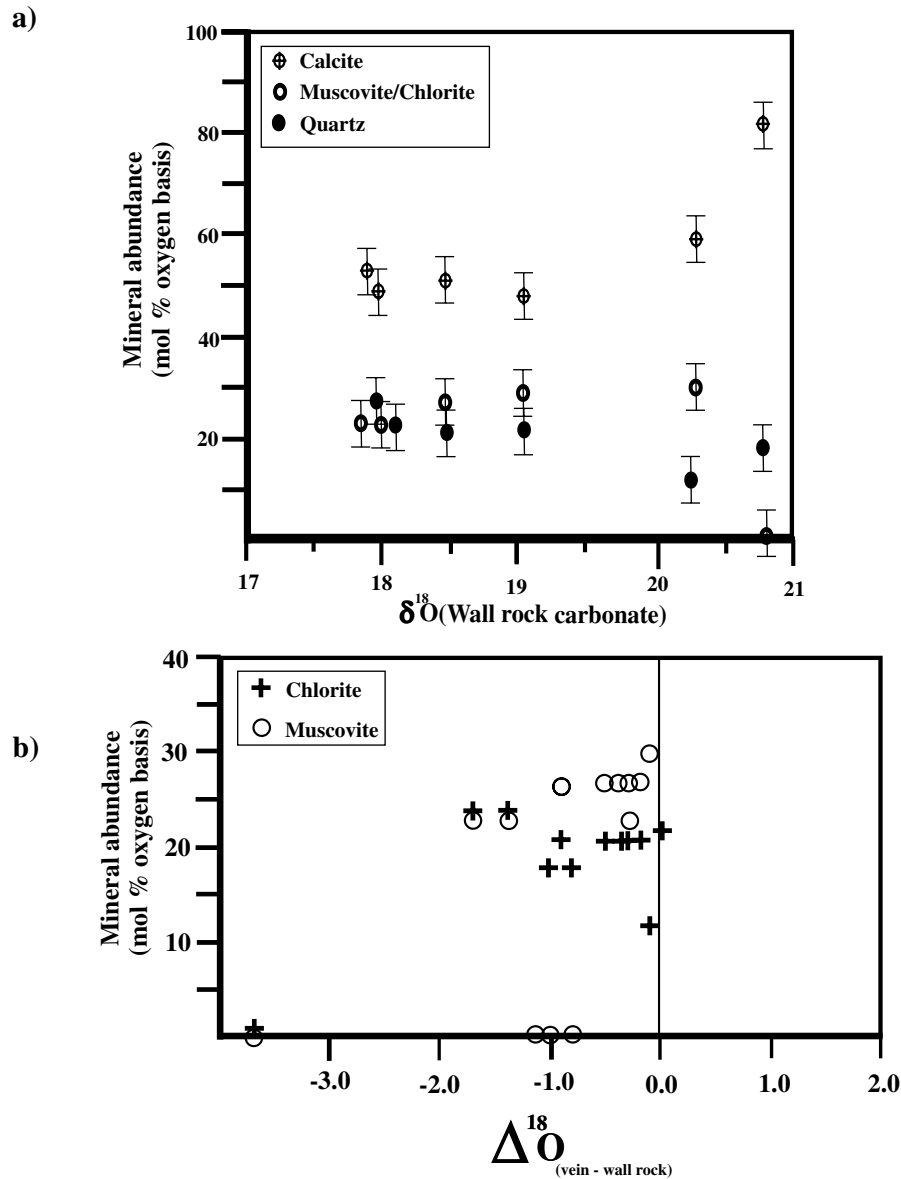 a)
Mineral abundance
(mol % oxygen basis)
100
80
60
40
20
Calcite
Muscovite/Chlorite
Quartz
17
18
19
20
21
δ18O(Wall rock carbonate)
b)
Mineral abundance
(mol % oxygen basis)
40
30
20
10
Chlorite
Muscovite
-3.0
-2.0
-1.0
0.0
1.0
2.0
Δ18O(vein - wall rock)